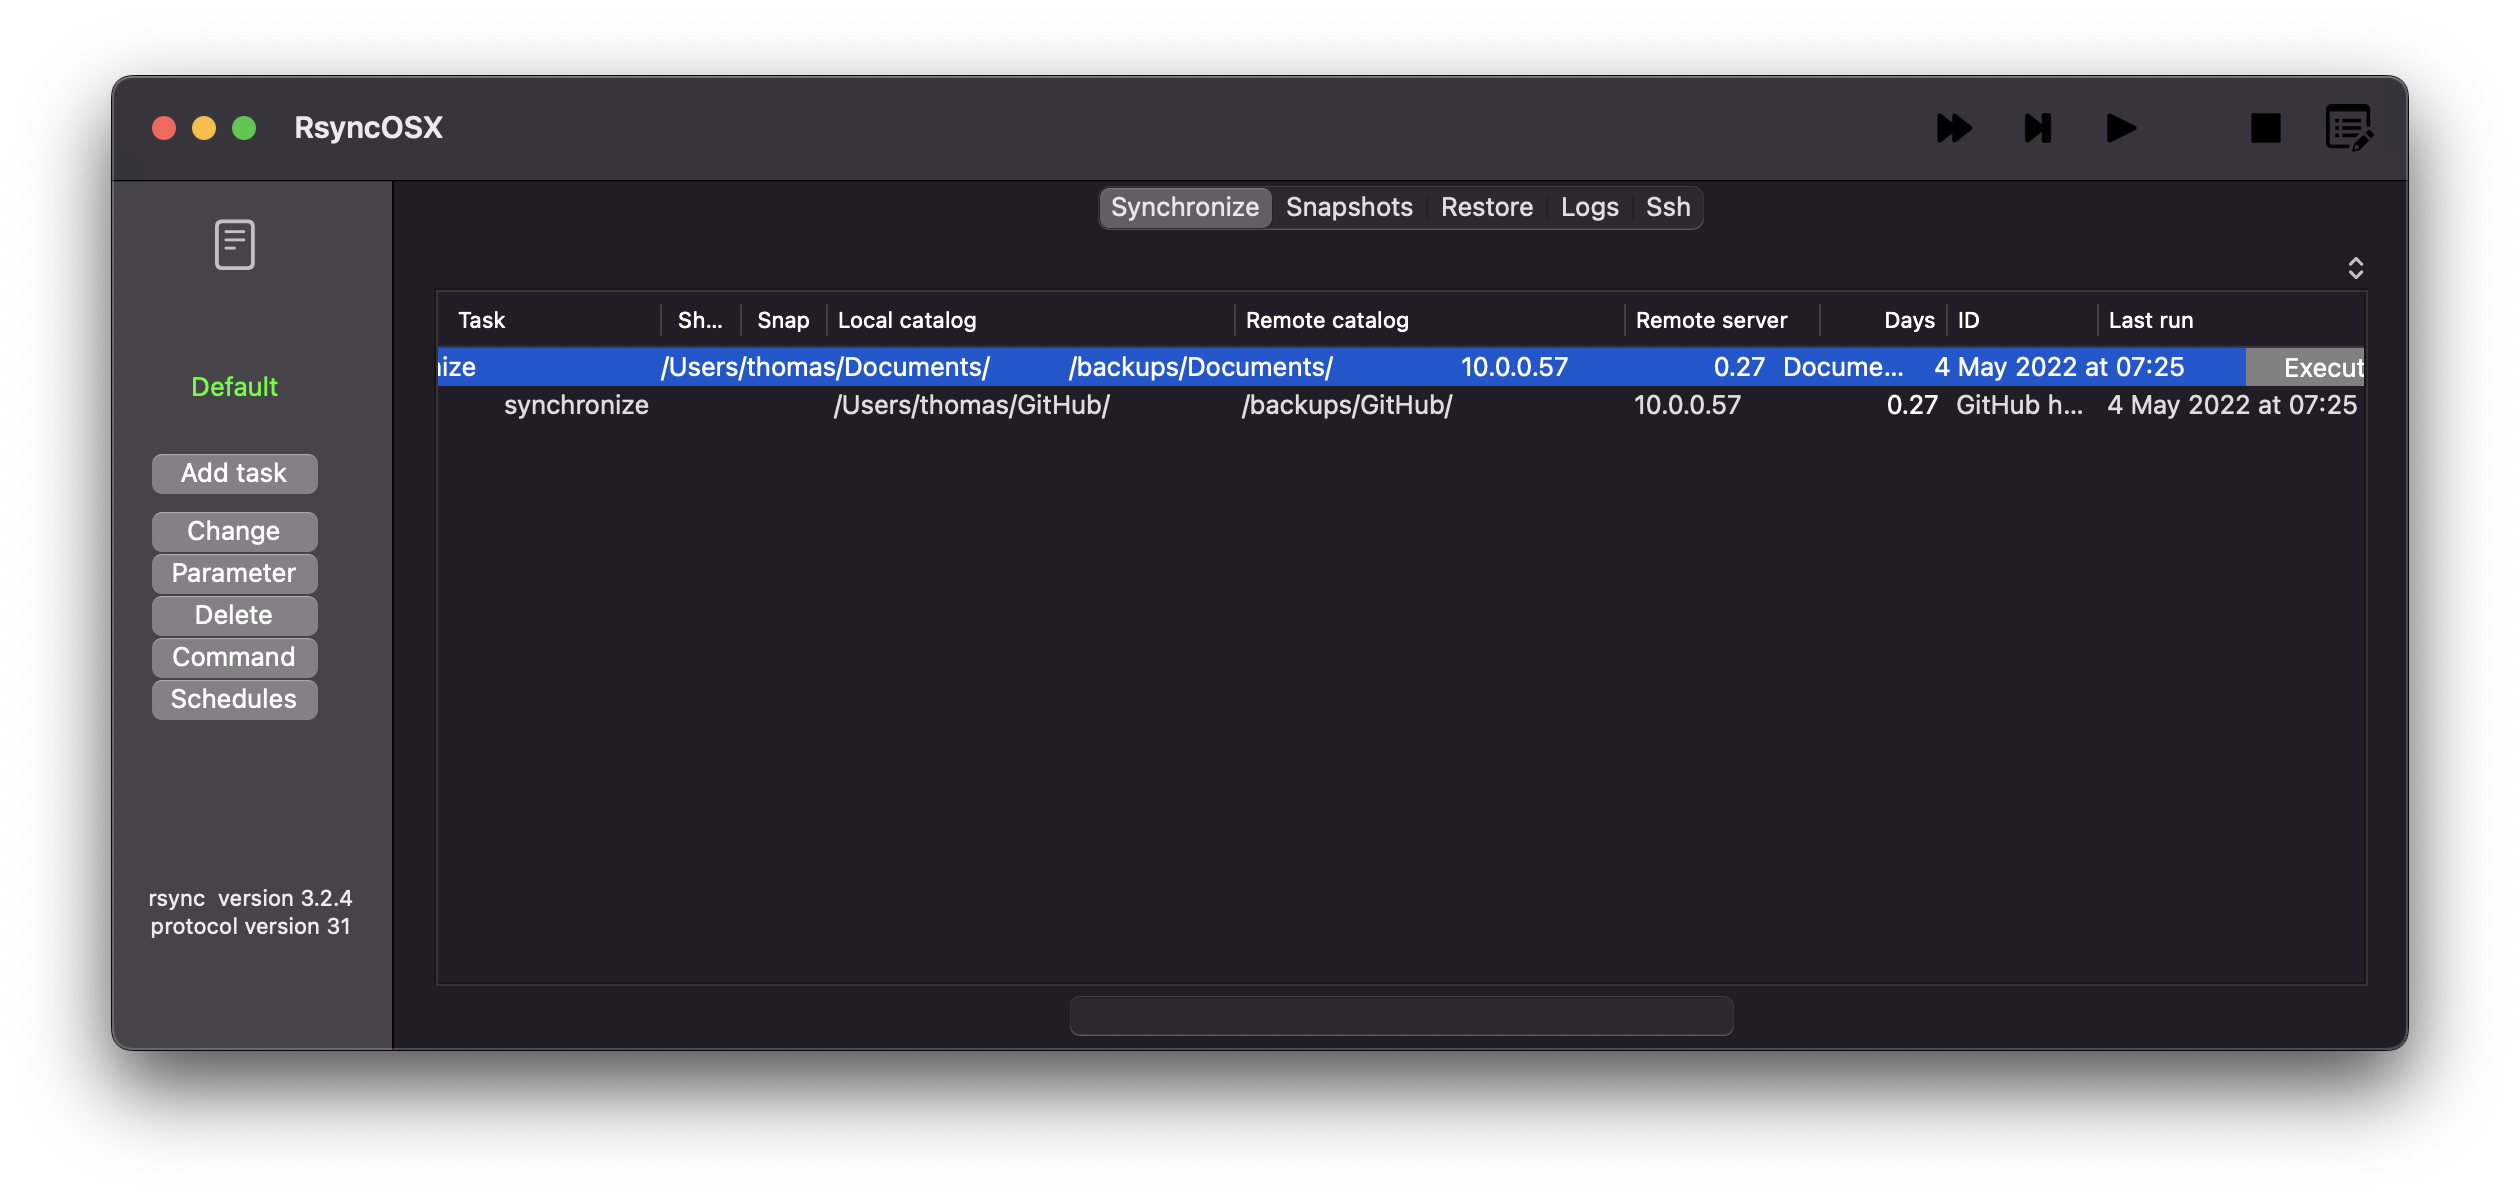 RsyncOSX
Synchronize Snapshots Restore Logs Ssh
Default
Add task
Change
Parameter
Delete
Command
Schedules
rsync  version 3.2.4
protocol version 31
Task Sh... Snap Local catalog Remote catalog Remote server Days ID Last run
ize /Users/thomas/Documents/ /backups/Documents/ 10.0.0.57 0.27 Docume... 4 May 2022 at 07:25 Execut
synchronize /Users/thomas/GitHub/ /backups/GitHub/ 10.0.0.57 0.27 GitHub h... 4 May 2022 at 07:25